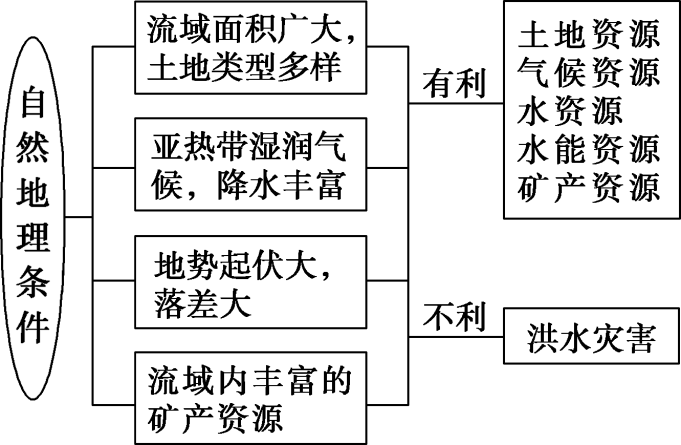 自然地理条件
流域面积广大，
土地类型多样
亚热带湿润气
候，降水丰富
地势起伏大，
落差大
流域内丰富的
矿产资源
有利
土地资源
气候资源
水资源
水能资源
矿产资源
不利
洪水灾害